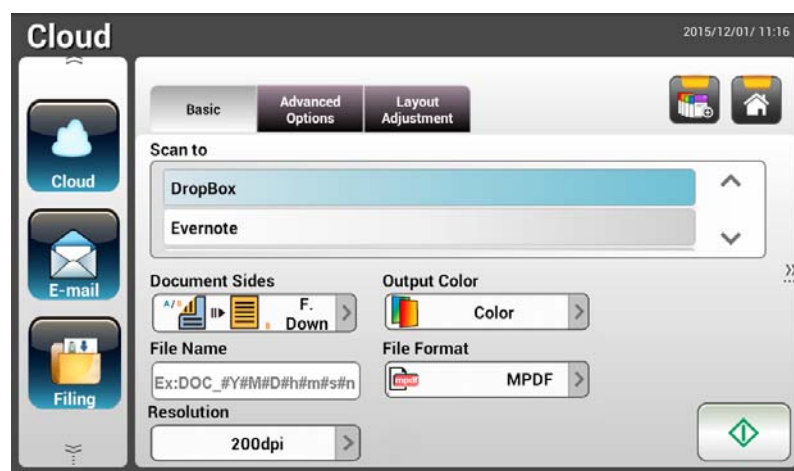 Cloud
2015/12/01/ 11:16
Basic
Advanced
Options
Layout
Adjustment
Scan to
Cloud
DropBox
Evernote
E-mail
Document Sides
Output Color
A/B
F.
Down
Color
File Name
File Format
Ex:DOC_#Y#M#D#h#m#s#n
mpdf
MPDF
Filing
Resolution
200dpi